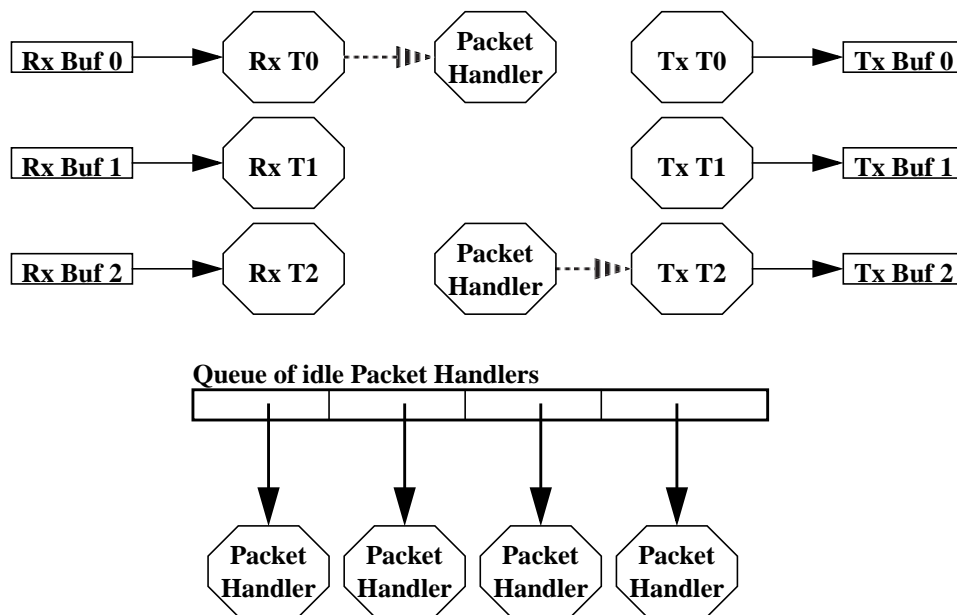 Rx Buf 0
Rx T0
Packet
Handler
Tx T0
Tx Buf 0
Rx Buf 1
Rx T1
Tx T1
Tx Buf 1
Rx Buf 2
Rx T2
Packet
Handler
Tx T2
Tx Buf 2
Queue of idle Packet Handlers
Packet
Handler
Packet
Handler
Packet
Handler
Packet
Handler